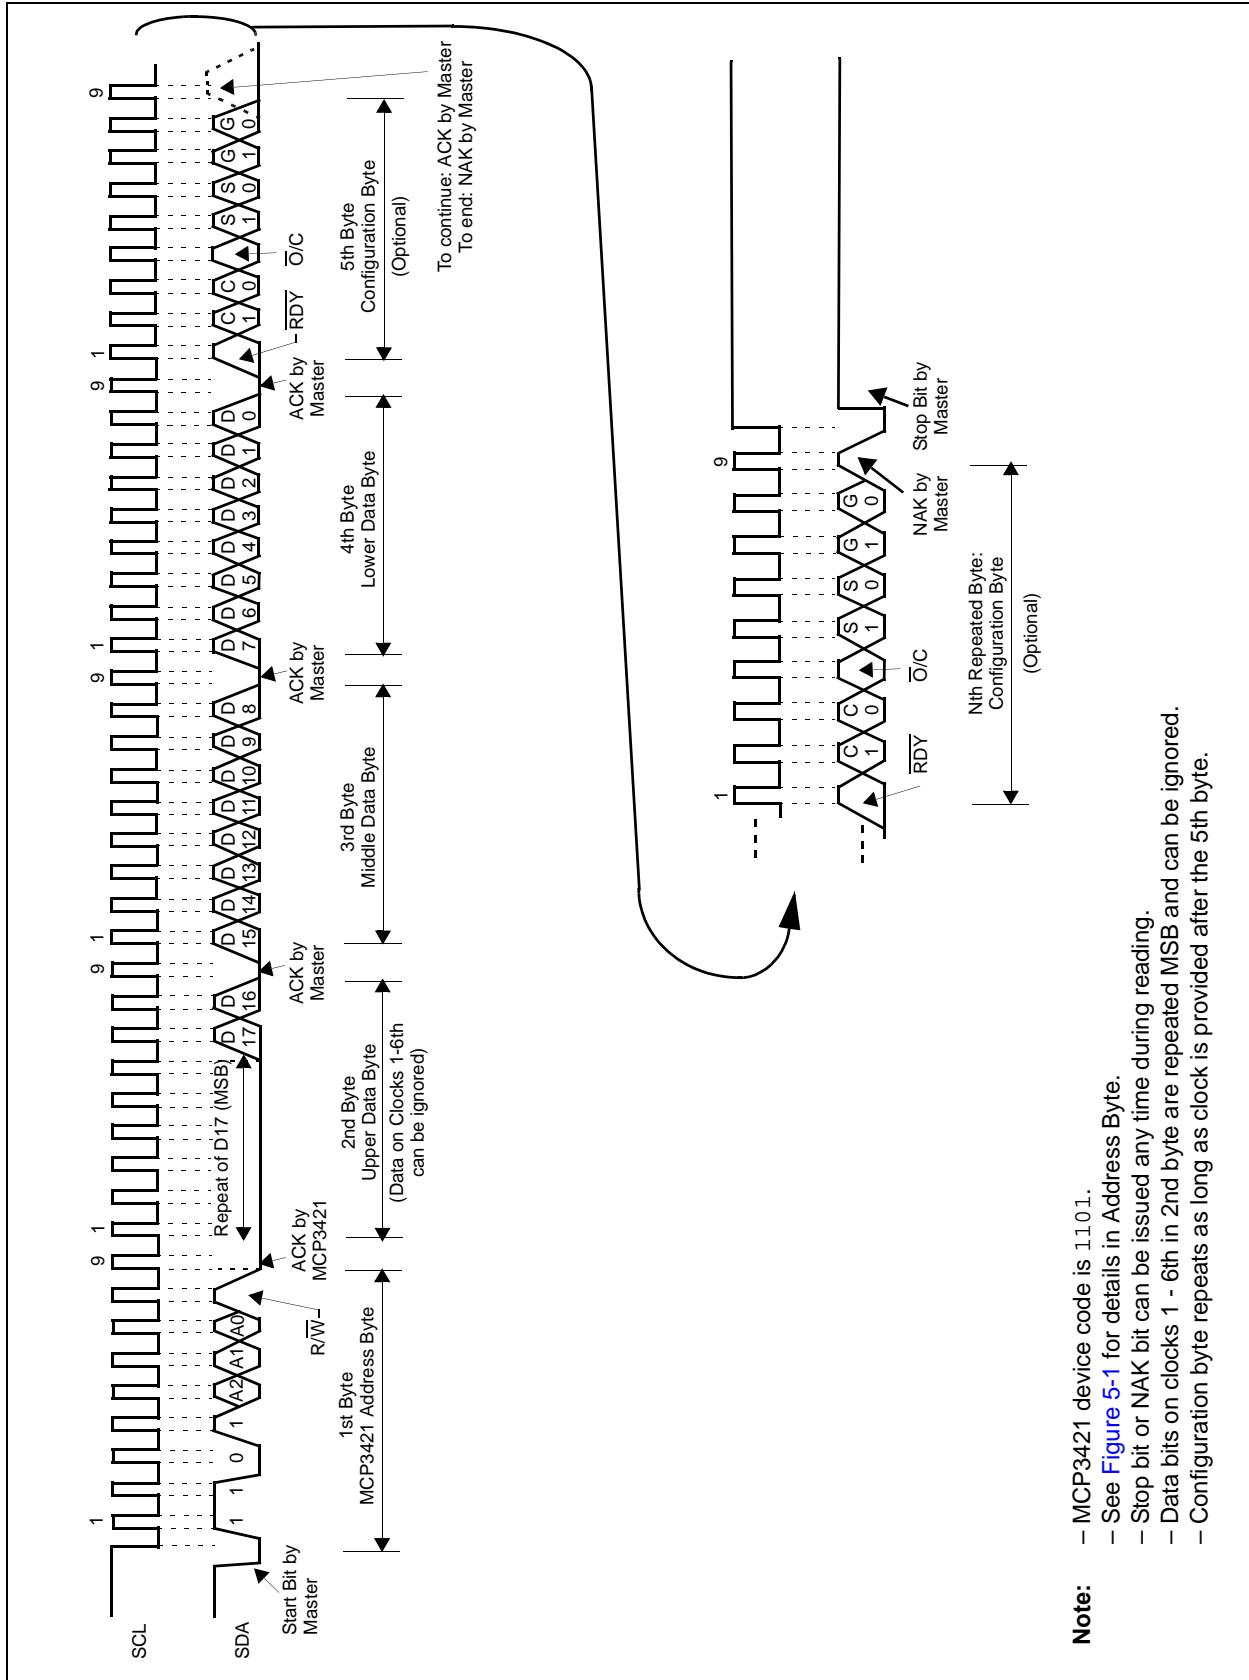 SCL
1
9
1
9
1
9
1
9
1
9
SDA
1
1
0
1
A2
A1
A0
Repeat of D17 (MSB)
D
17
D
16
D
15
D
14
D
13
D
12
D
11
D
10
D
9
D
8
D
7
D
6
D
5
D
4
D
3
D
2
D
1
D
0
C
1
C
0
S
1
S
0
G
1
G
0
Start Bit by
Master
R/W̅
ACK by
MCP3421
ACK by
Master
ACK by
Master
ACK by
Master
R̅D̅Y̅
O̅/C
To continue: ACK by Master
To end: NAK by Master
1st Byte
MCP3421 Address Byte
2nd Byte
Upper Data Byte
(Data on Clocks 1-6th
can be ignored)
3rd Byte
Middle Data Byte
4th Byte
Lower Data Byte
5th Byte
Configuration Byte
(Optional)
1
9
C
1
C
0
S
1
S
0
G
1
G
0
R̅D̅Y̅
O̅/C
NAK by
Master
Stop Bit by
Master
Nth Repeated Byte:
Configuration Byte
(Optional)
Note: – MCP3421 device code is 1101.
– See Figure 5-1 for details in Address Byte.
– Stop bit or NAK bit can be issued any time during reading.
– Data bits on clocks 1 - 6th in 2nd byte are repeated MSB and can be ignored.
– Configuration byte repeats as long as clock is provided after the 5th byte.